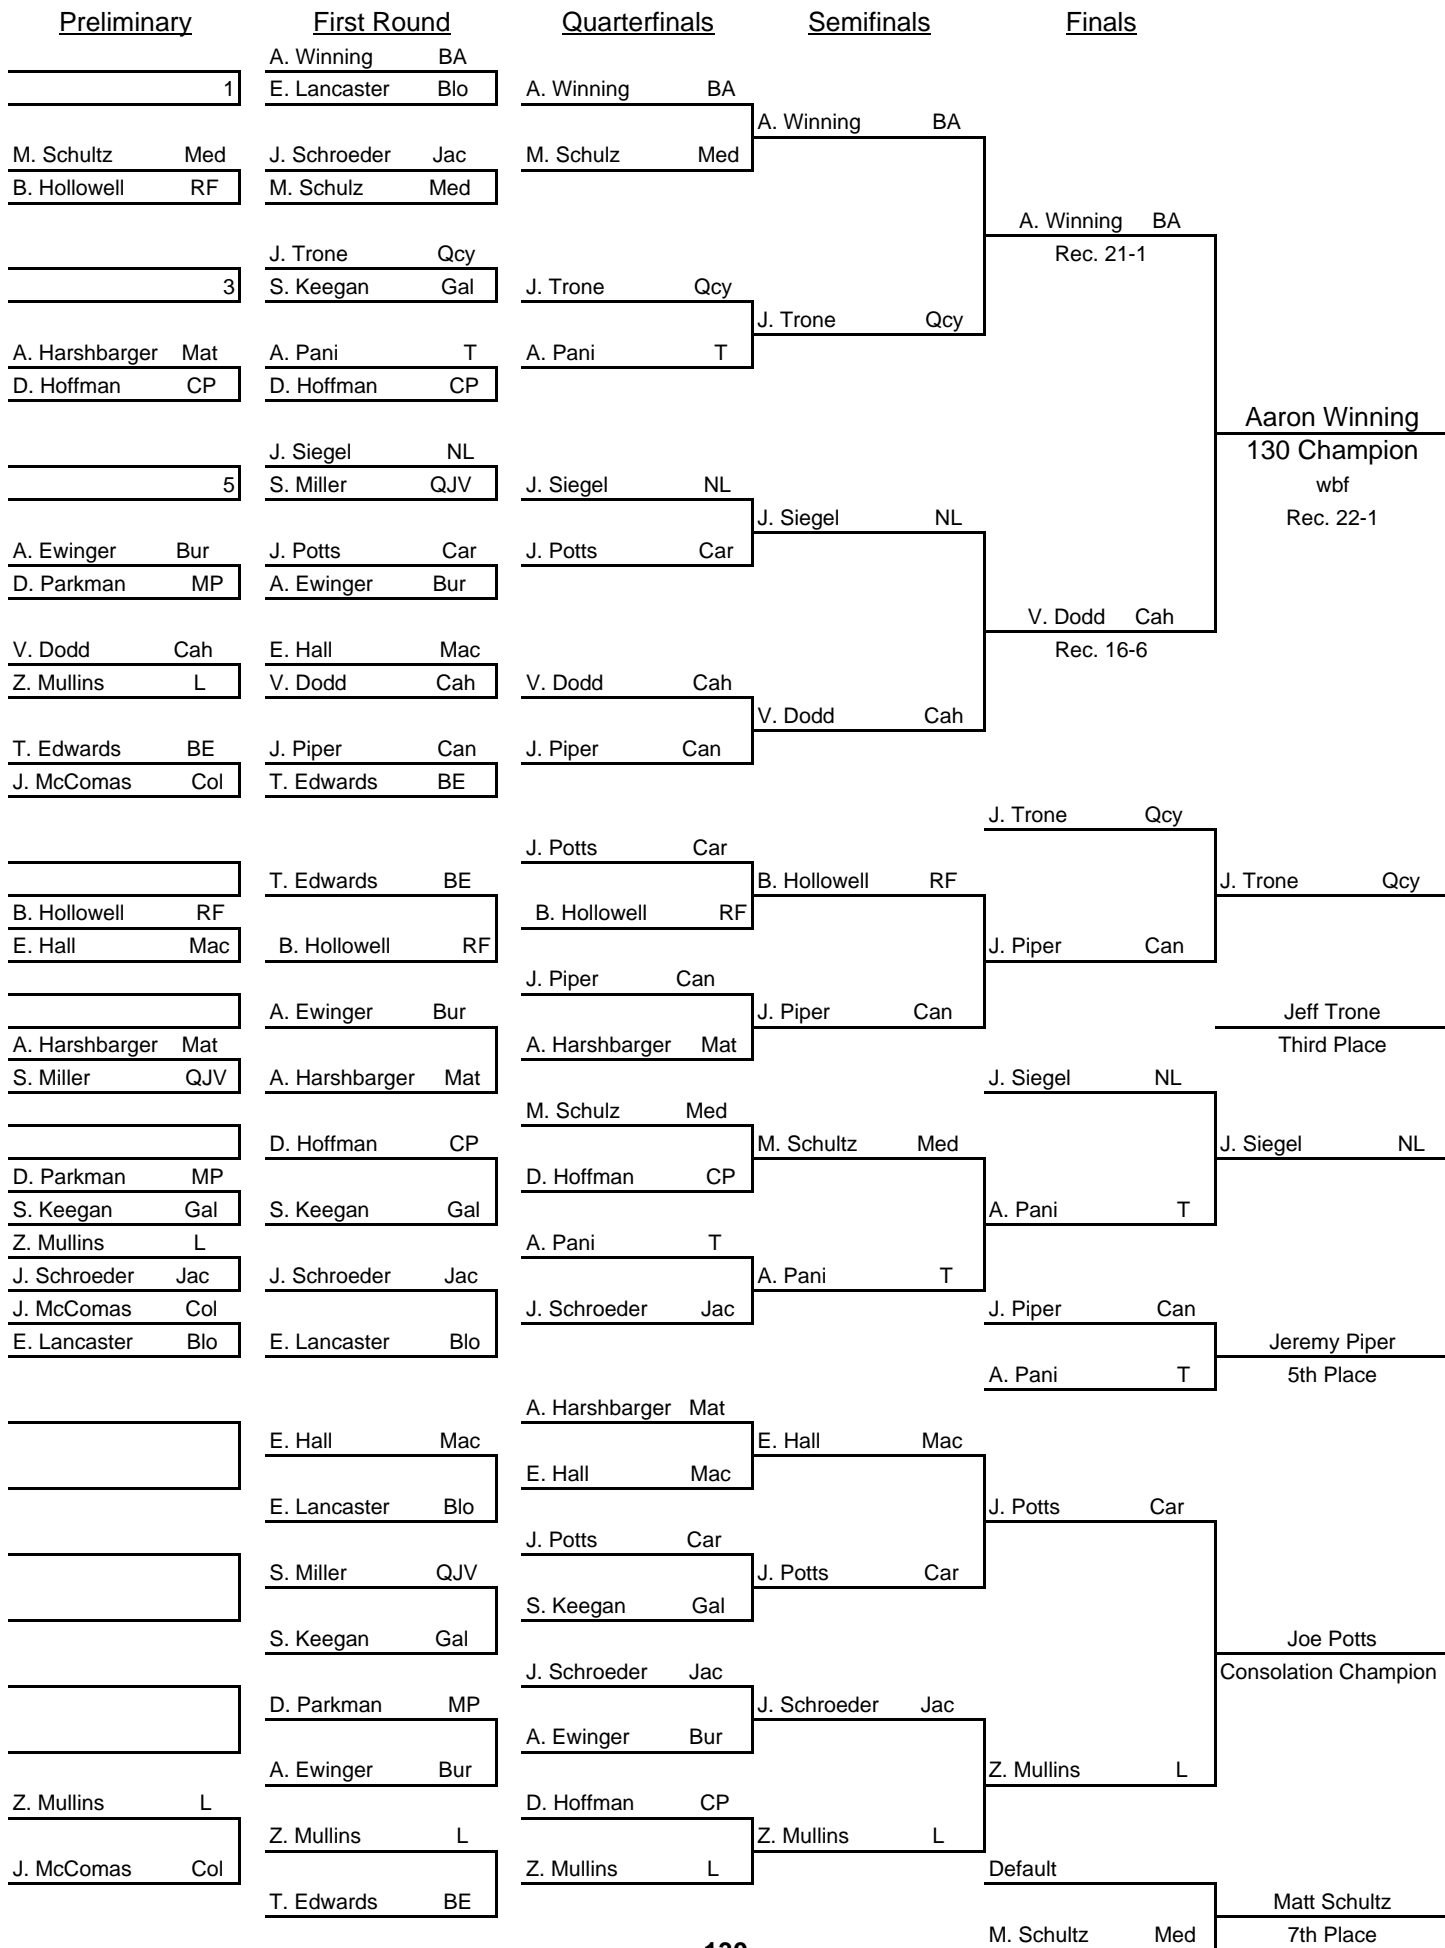 Preliminary First Round Quarterfinals Semifinals Finals
A. Winning BA
1 E. Lancaster Blo A. Winning BA
A. Winning BA
M. Schultz Med J. Schroeder Jac M. Schulz Med
B. Hollowell RF M. Schulz Med
A. Winning BA
J. Trone Qcy Rec. 21-1
3 S. Keegan Gal J. Trone Qcy
J. Trone Qcy
A. Harshbarger Mat A. Pani T A. Pani T
D. Hoffman CP D. Hoffman CP
Aaron Winning
J. Siegel NL 130 Champion
5 S. Miller QJV J. Siegel NL wbf
J. Siegel NL Rec. 22-1
A. Ewinger Bur J. Potts Car J. Potts Car
D. Parkman MP A. Ewinger Bur
V. Dodd Cah
V. Dodd Cah E. Hall Mac Rec. 16-6
Z. Mullins L V. Dodd Cah V. Dodd Cah
V. Dodd Cah
T. Edwards BE J. Piper Can J. Piper Can
J. McComas Col T. Edwards BE
J. Trone Qcy
J. Potts Car
T. Edwards BE B. Hollowell RF J. Trone Qcy
B. Hollowell RF B. Hollowell RF
E. Hall Mac B. Hollowell RF J. Piper Can
J. Piper Can
A. Ewinger Bur J. Piper Can Jeff Trone
A. Harshbarger Mat A. Harshbarger Mat Third Place
S. Miller QJV A. Harshbarger Mat J. Siegel NL
M. Schulz Med
D. Hoffman CP M. Schultz Med J. Siegel NL
D. Parkman MP D. Hoffman CP
S. Keegan Gal S. Keegan Gal A. Pani T
Z. Mullins L A. Pani T
J. Schroeder Jac J. Schroeder Jac A. Pani T
J. McComas Col J. Schroeder Jac J. Piper Can
E. Lancaster Blo E. Lancaster Blo Jeremy Piper
A. Pani T 5th Place
A. Harshbarger Mat
E. Hall Mac E. Hall Mac
E. Hall Mac
E. Lancaster Blo J. Potts Car
J. Potts Car
S. Miller QJV J. Potts Car
S. Keegan Gal
S. Keegan Gal Joe Potts
J. Schroeder Jac Consolation Champion
D. Parkman MP J. Schroeder Jac
A. Ewinger Bur
A. Ewinger Bur Z. Mullins L
Z. Mullins L D. Hoffman CP
Z. Mullins L Z. Mullins L
J. McComas Col Z. Mullins L Default
T. Edwards BE Matt Schultz
M. Schultz Med 7th Place